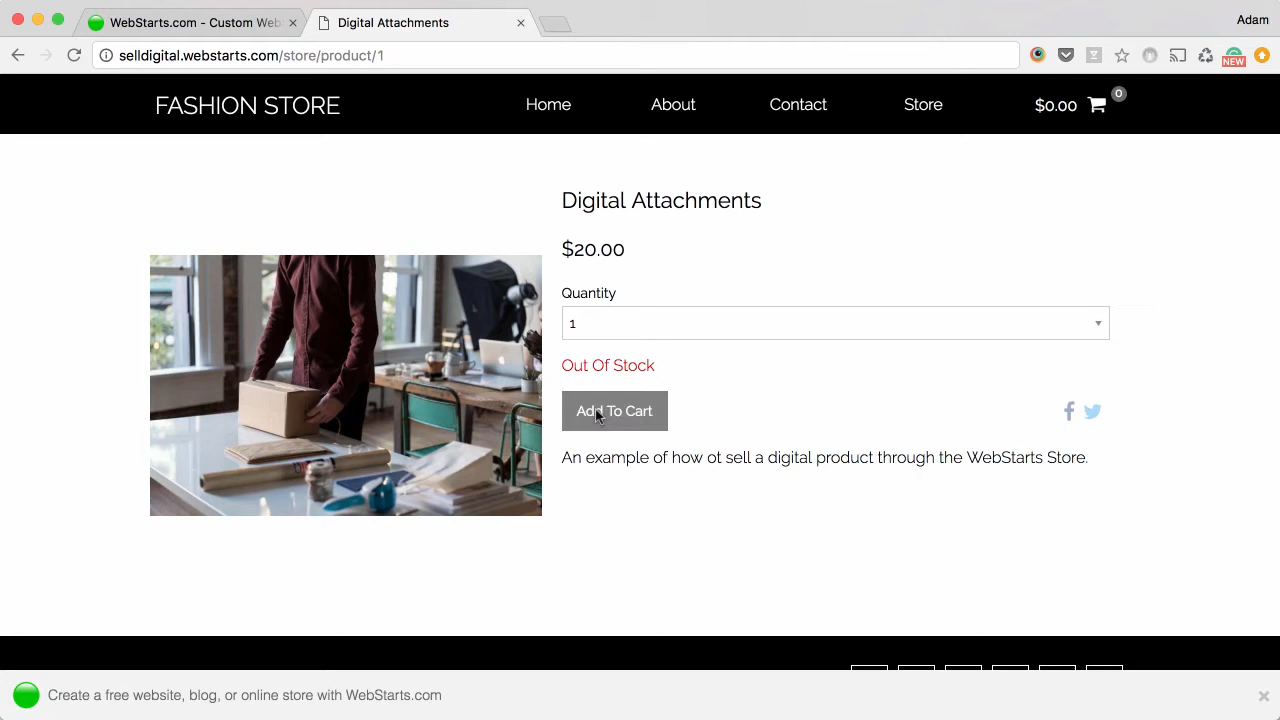 WebStarts.com - Custom Web
Digital Attachments
Adam
selldigital.webstarts.com/store/product/1
NEW
FASHION STORE
Home
About
Contact
Store
$0.00
0
Digital Attachments
$20.00
Quantity
1
Out Of Stock
Add To Cart
An example of how ot sell a digital product through the WebStarts Store.
Create a free website, blog, or online store with WebStarts.com